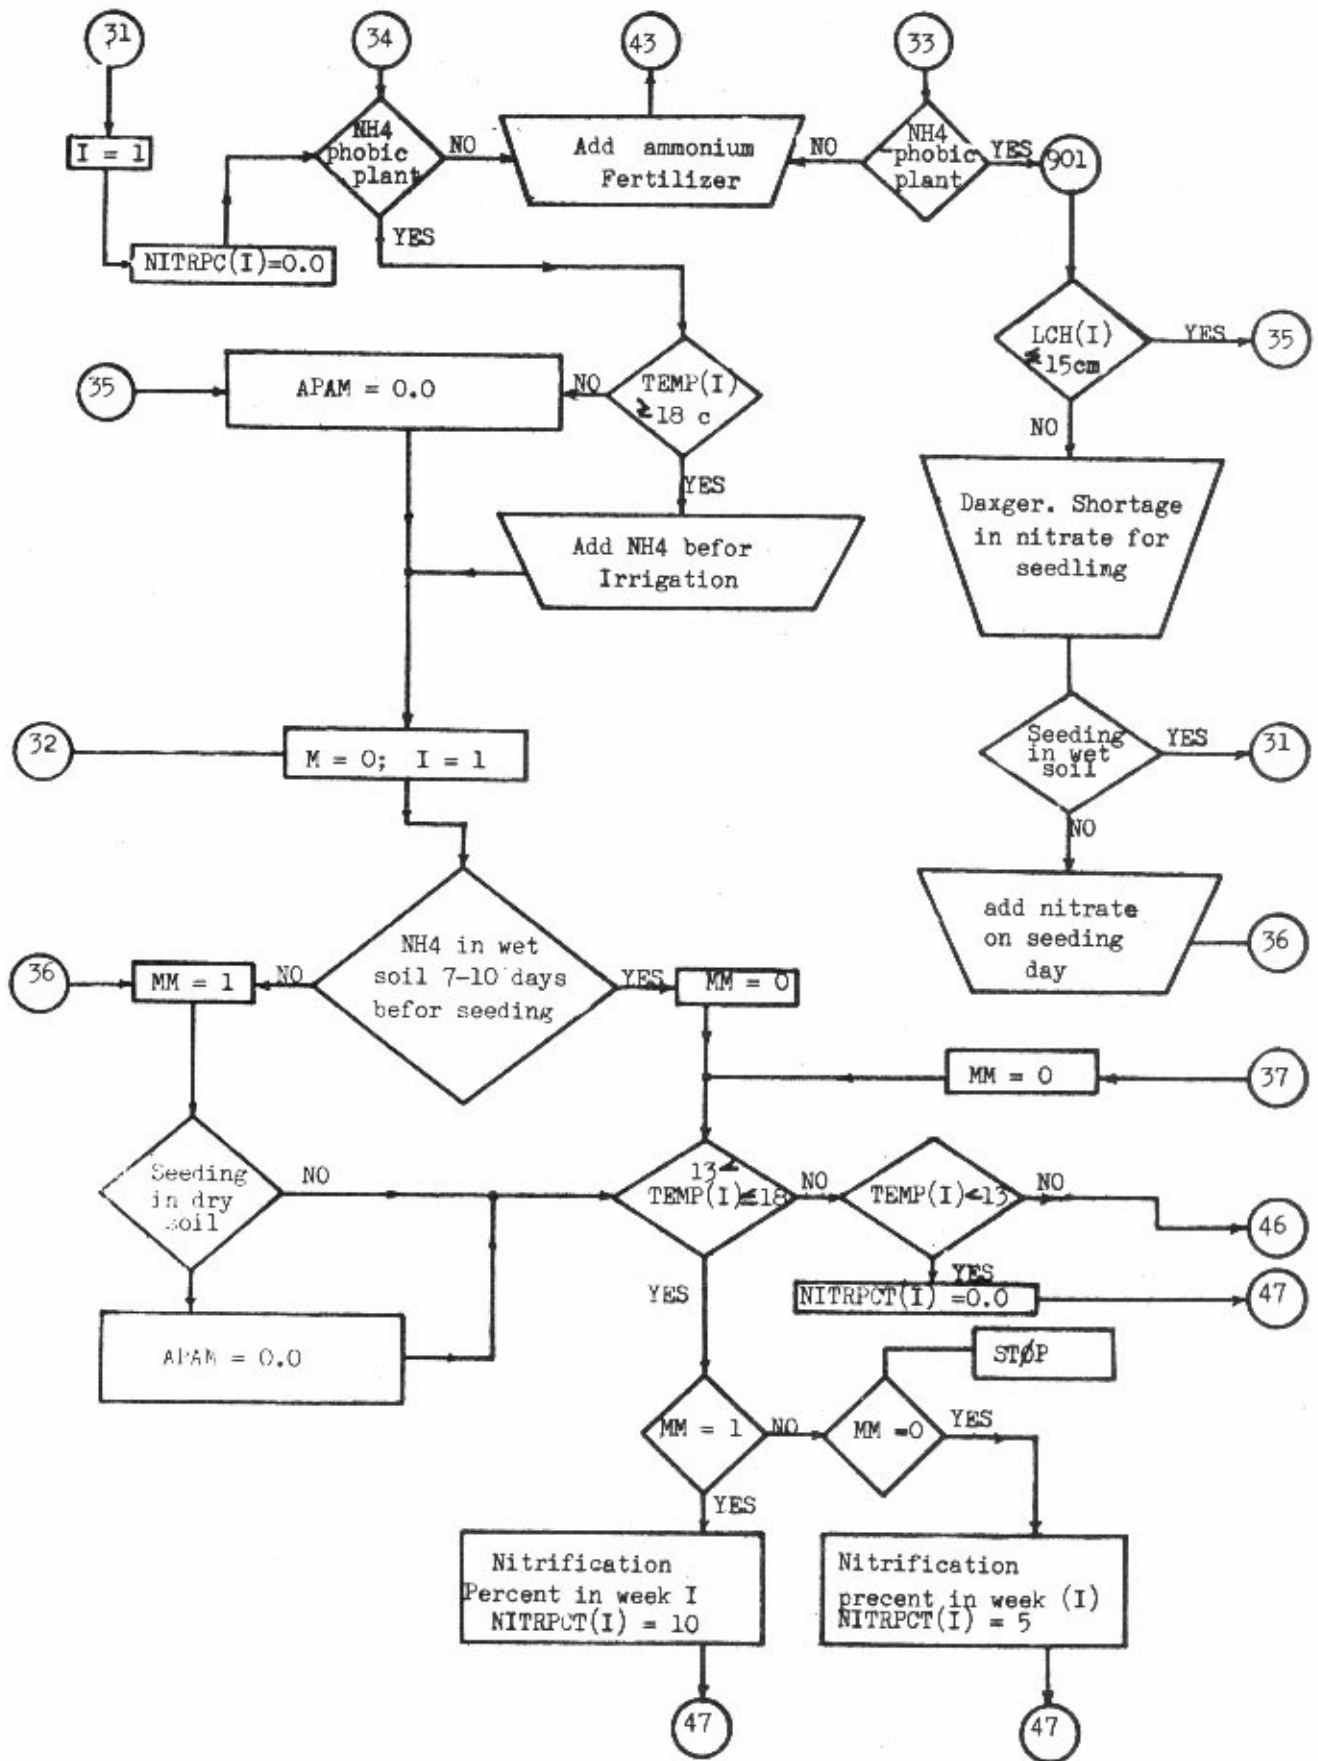 31
34
43
33
I = 1
NH4
phobic
plant
NO
Add ammonium
Fertilizer
NO
NH4
-phobic
plant
YES
901
NITRPC(I)=0.0
YES
LCH(I)
≤15cm
YES
35
35
APAM = 0.0
NO
TEMP(I)
≥18 c
NO
YES
Daxger. Shortage
in nitrate for
seedling
Add NH4 befor
Irrigation
32
M = 0; I = 1
Seeding
in wet
soil
YES
31
NO
add nitrate
on seeding
day
36
36
MM = 1
NO
NH4 in wet
soil 7-10 days
befor seeding
YES
MM = 0
MM = 0
37
Seeding
in dry
soil
NO
13<
TEMP(I)≤18
NO
TEMP(I)<13
NO
46
YES
YES
NITRPCT(I) =0.0
47
APAM = 0.0
STØP
MM = 1
NO
MM =0
YES
YES
Nitrification
Percent in week I
NITRPCT(I) = 10
Nitrification
precent in week (I)
NITRPCT(I) = 5
47
47